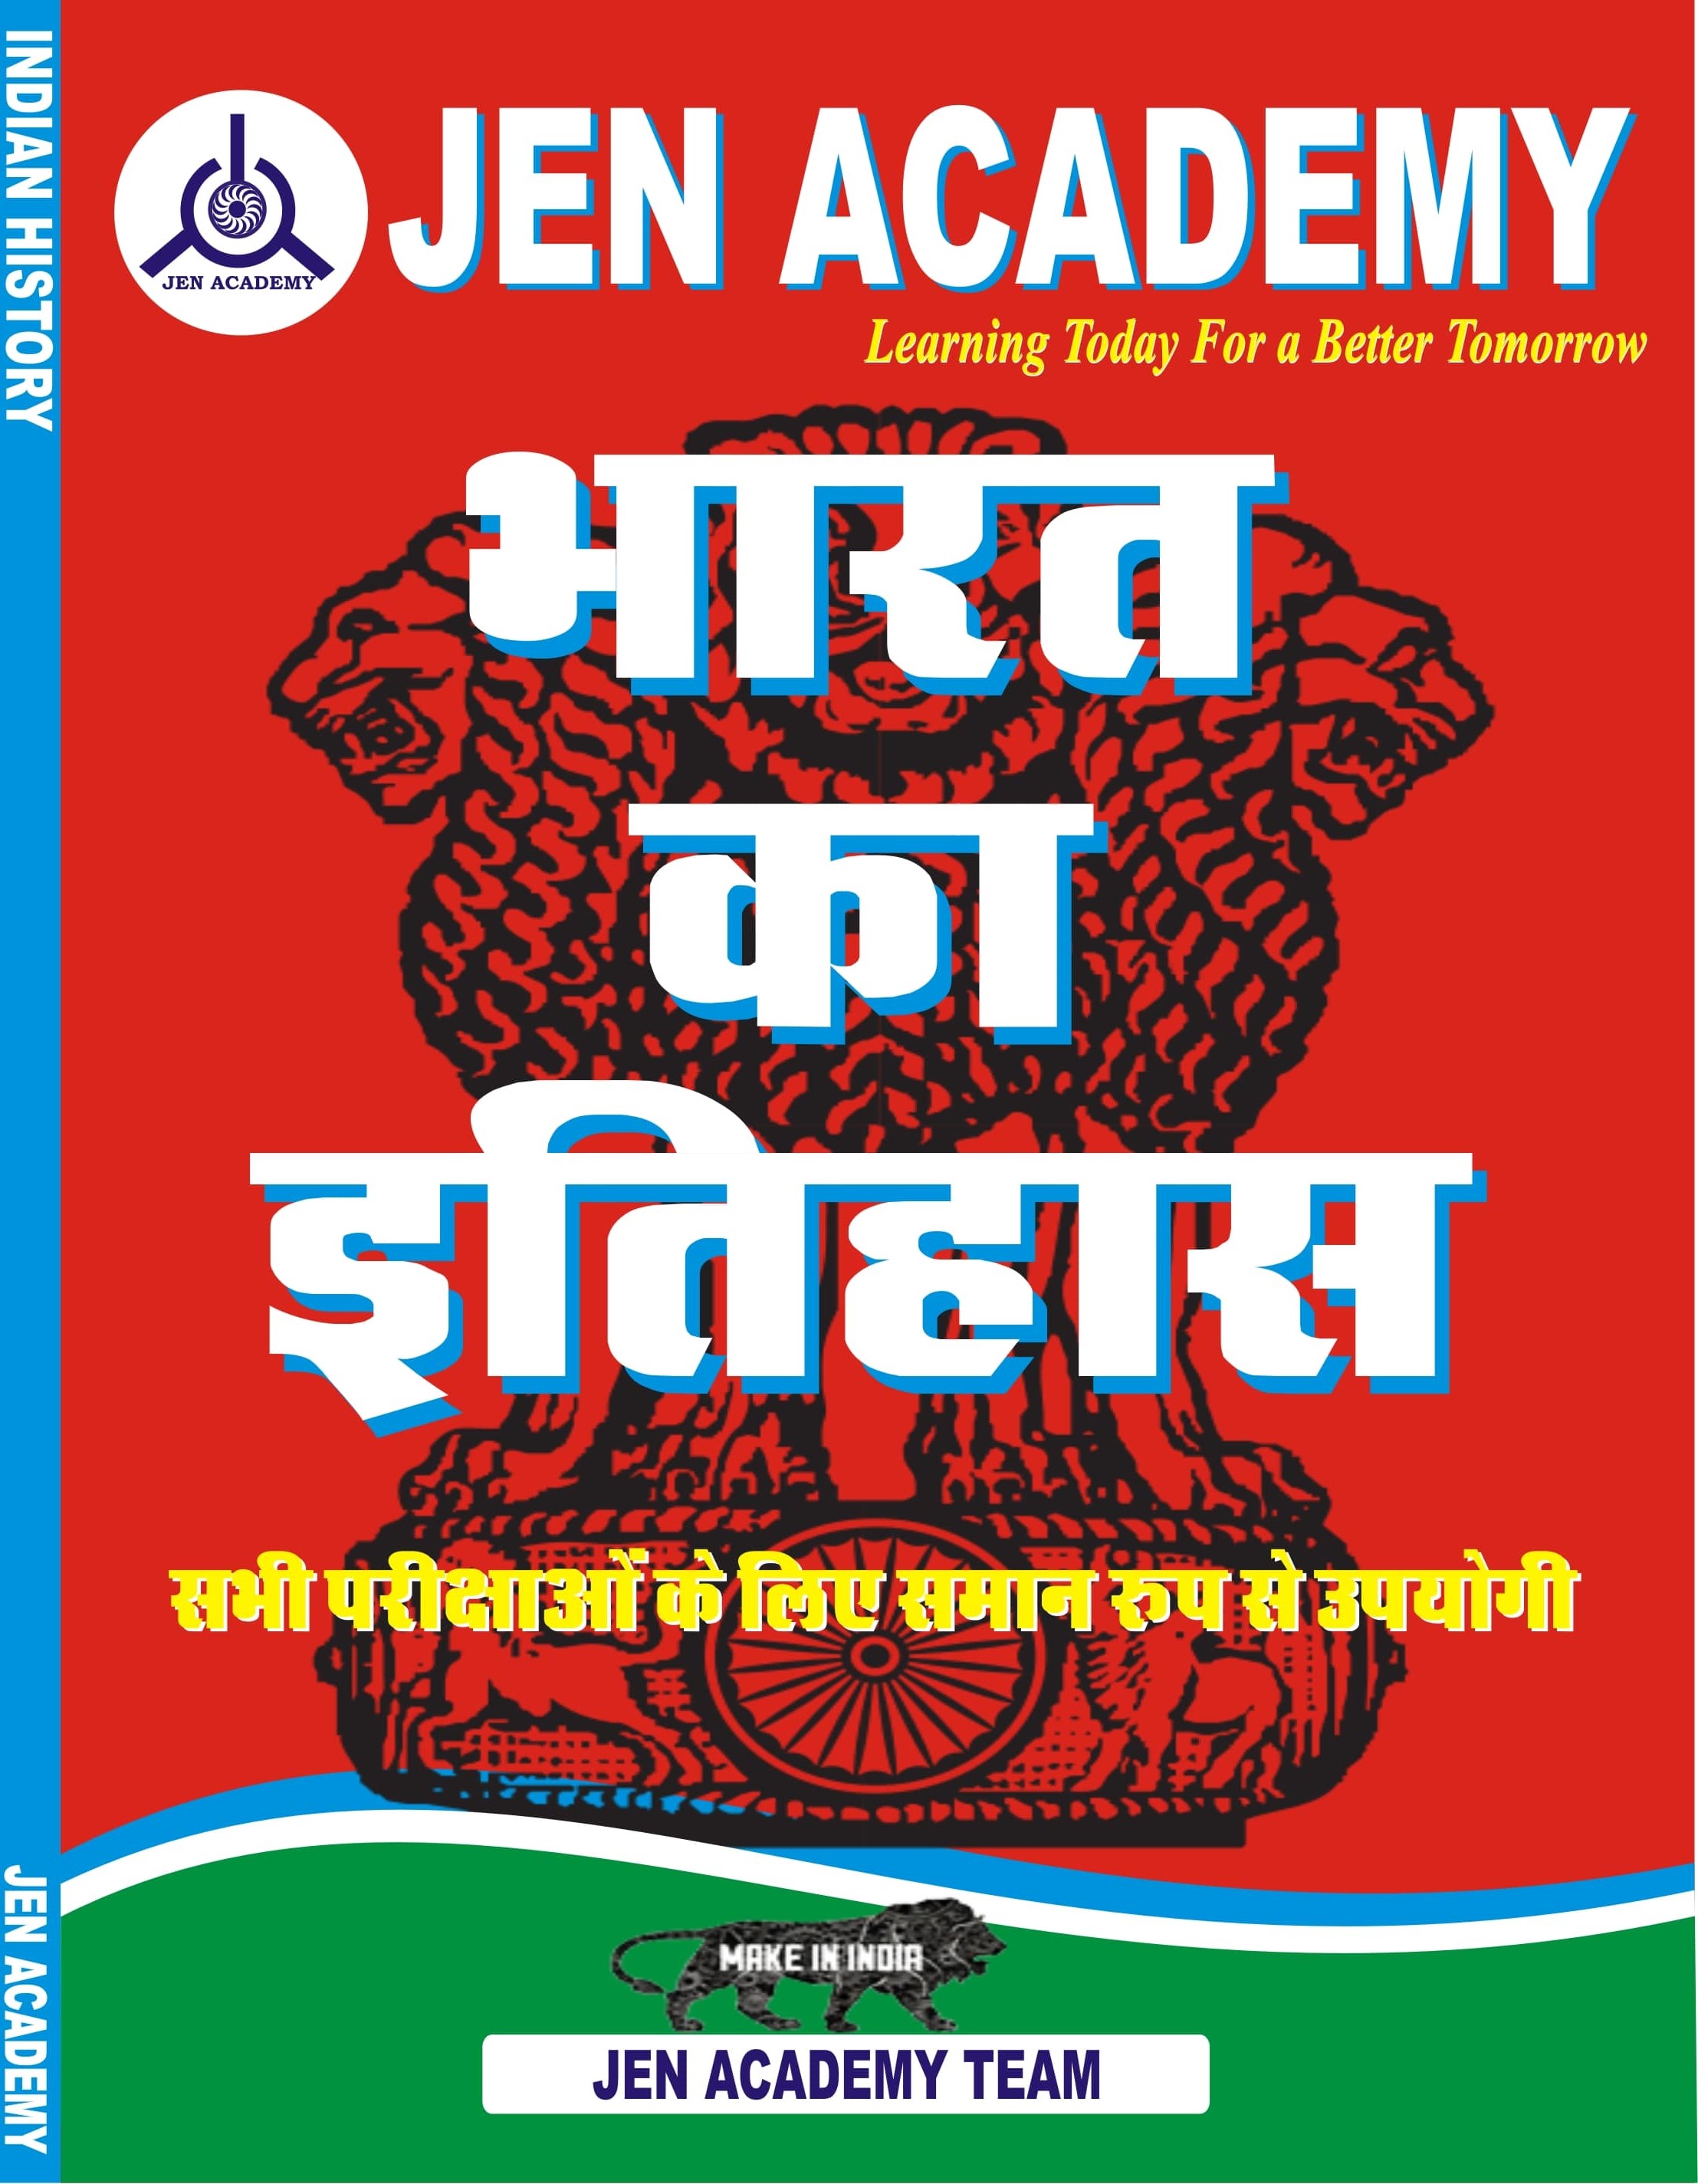 INDIAN HISTORY
JEN ACADEMY
JEN ACADEMY
JEN ACADEMY
Learning Today For a Better Tomorrow
भारत
का
इतिहास
सभी परीक्षाओं के लिए समान रुप से उपयोगी
MAKE IN INDIA
JEN ACADEMY TEAM